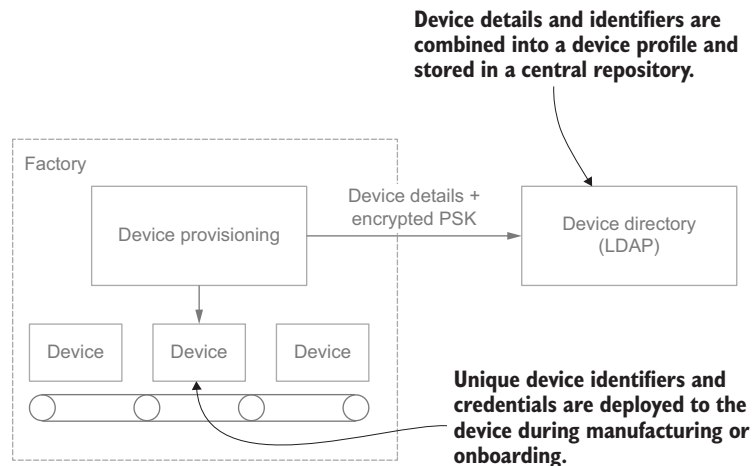 Device details and identifiers are
combined into a device profile and
stored in a central repository.
Factory
Device details +
encrypted PSK
Device provisioning
Device directory
(LDAP)
Device
Device
Device
Unique device identifiers and
credentials are deployed to the
device during manufacturing or
onboarding.